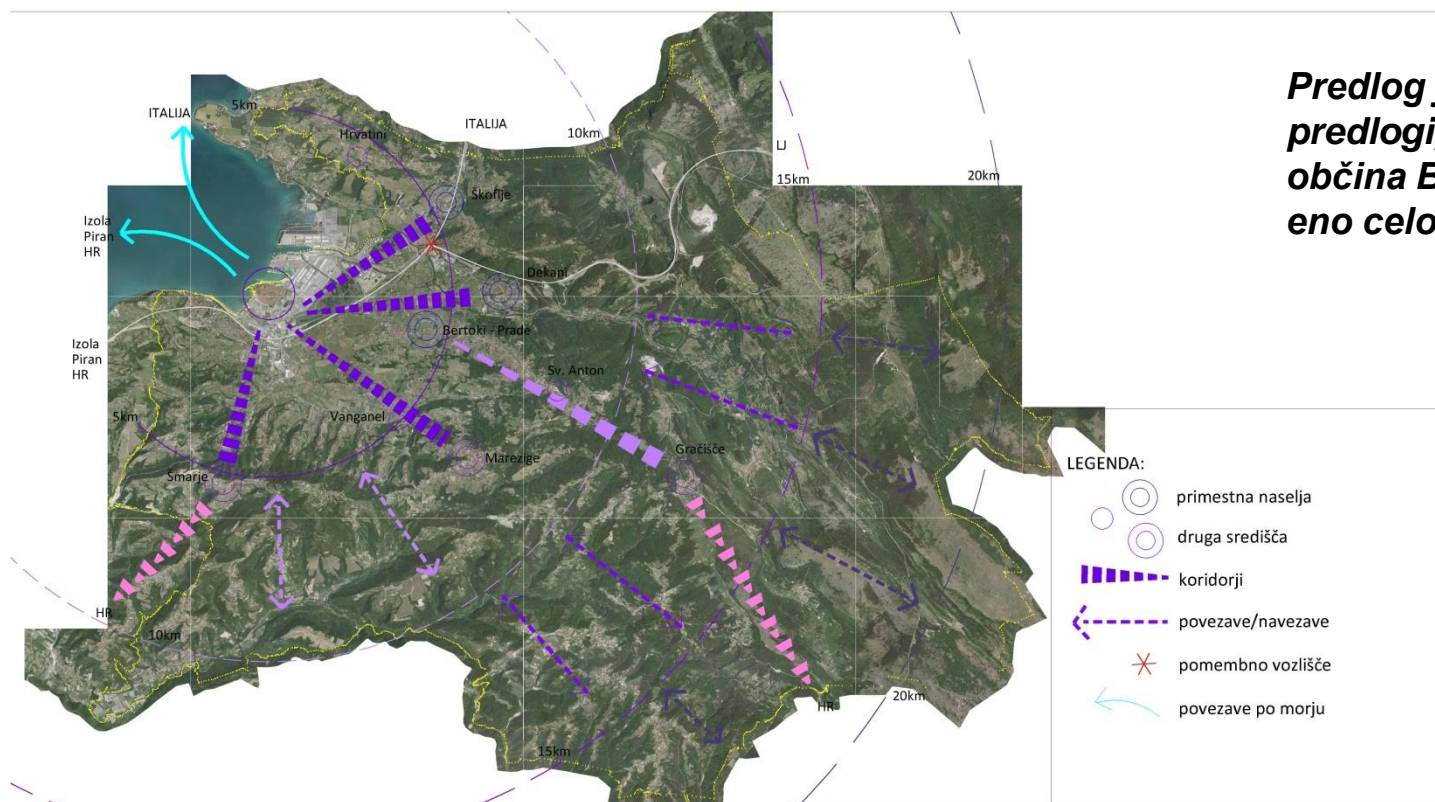 Predlog
predlogi,
občina B
eno celo
ITALIJA
5km
Hrvatini
ITALIJA
10km
LJ
15km
20km
Škofije
Izola
Piran
HR
Dekani
Bertoki - Prade
Izola
Piran
HR
Sv. Anton
5km
Vanganel
Marezige
Gračišče
Šmarje
HR
10km
15km
HR
20km
LEGENDA:
primestna naselja
druga središča
koridorji
povezave/navezave
pomembno vozlišče
povezave po morju